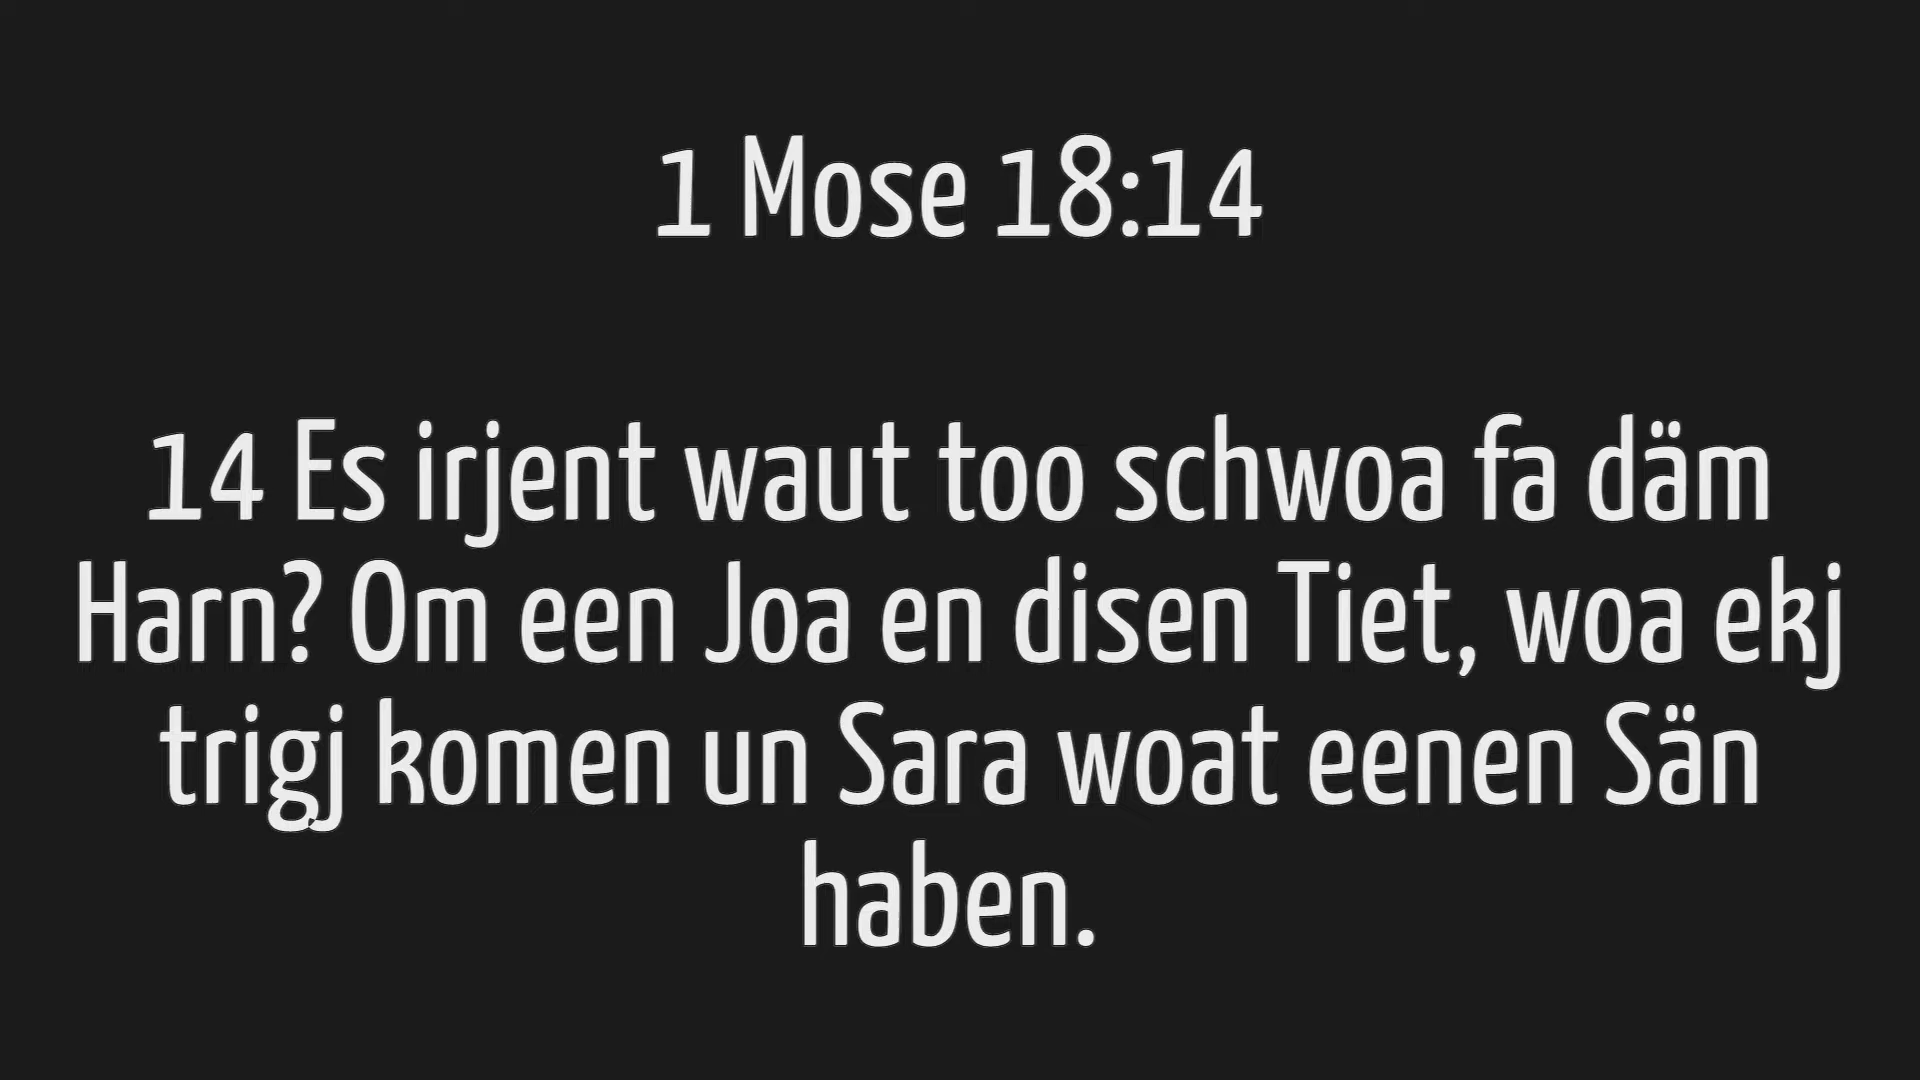 1 Mose 18:14
14 Es irjent waut too schwoa fa däm
Harn? Om een Joa en disen Tiet, woa ekj
trigj komen un Sara woat eenen Sän
haben.